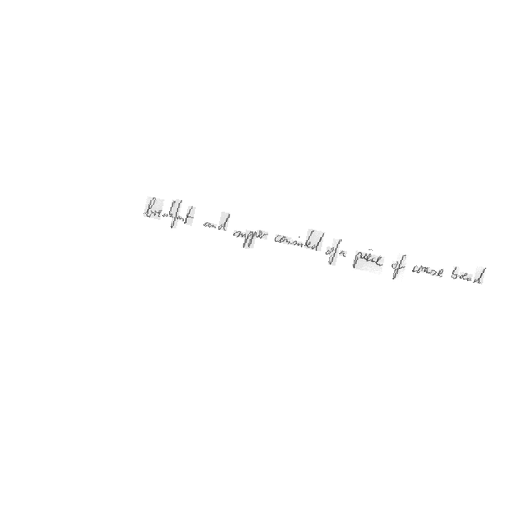 breakfast and supper consisted of a piece of coarse bread